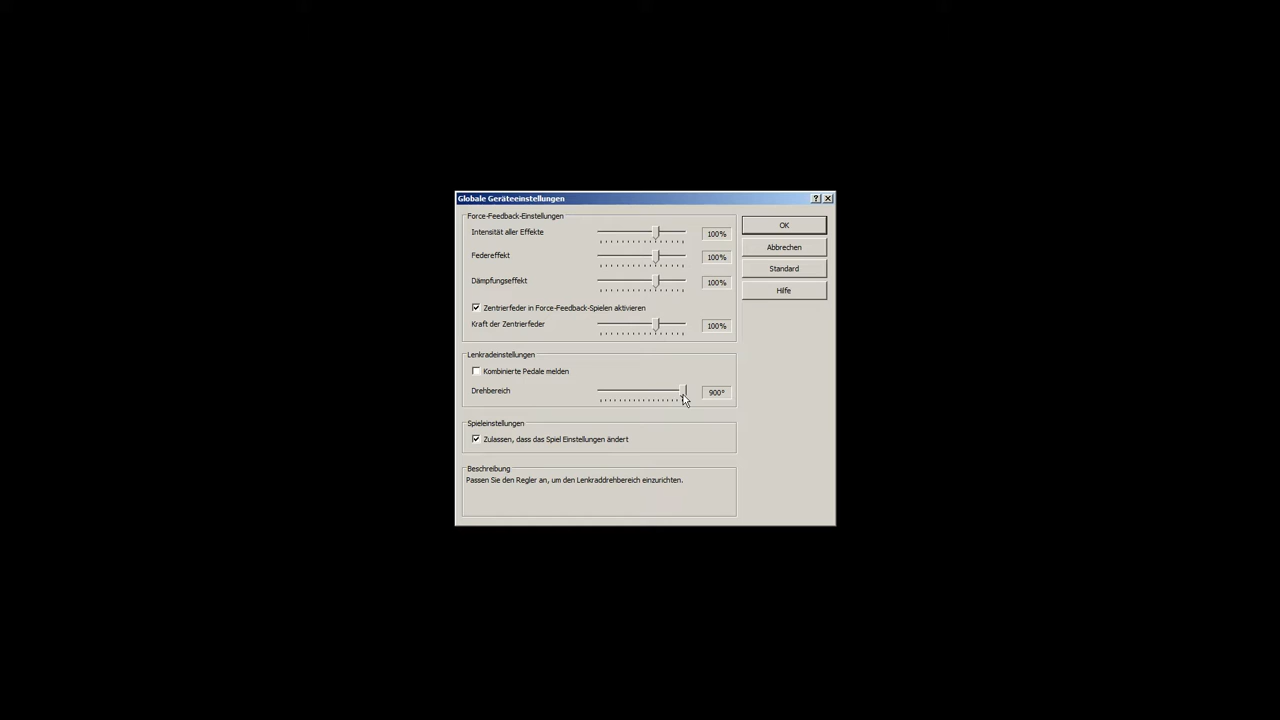 Globale Geräteeinstellungen
Force-Feedback-Einstellungen
Intensität aller Effekte 100%
Federeffekt 100%
Dämpfungseffekt 100%
Zentrierfeder in Force-Feedback-Spielen aktivieren
Kraft der Zentrierfeder 100%
Lenkradeinstellungen
Kombinierte Pedale melden
Drehbereich 900°
Spieleinstellungen
Zulassen, dass das Spiel Einstellungen ändert
Beschreibung
Passen Sie den Regler an, um den Lenkraddrehbereich einzurichten.
OK
Abbrechen
Standard
Hilfe